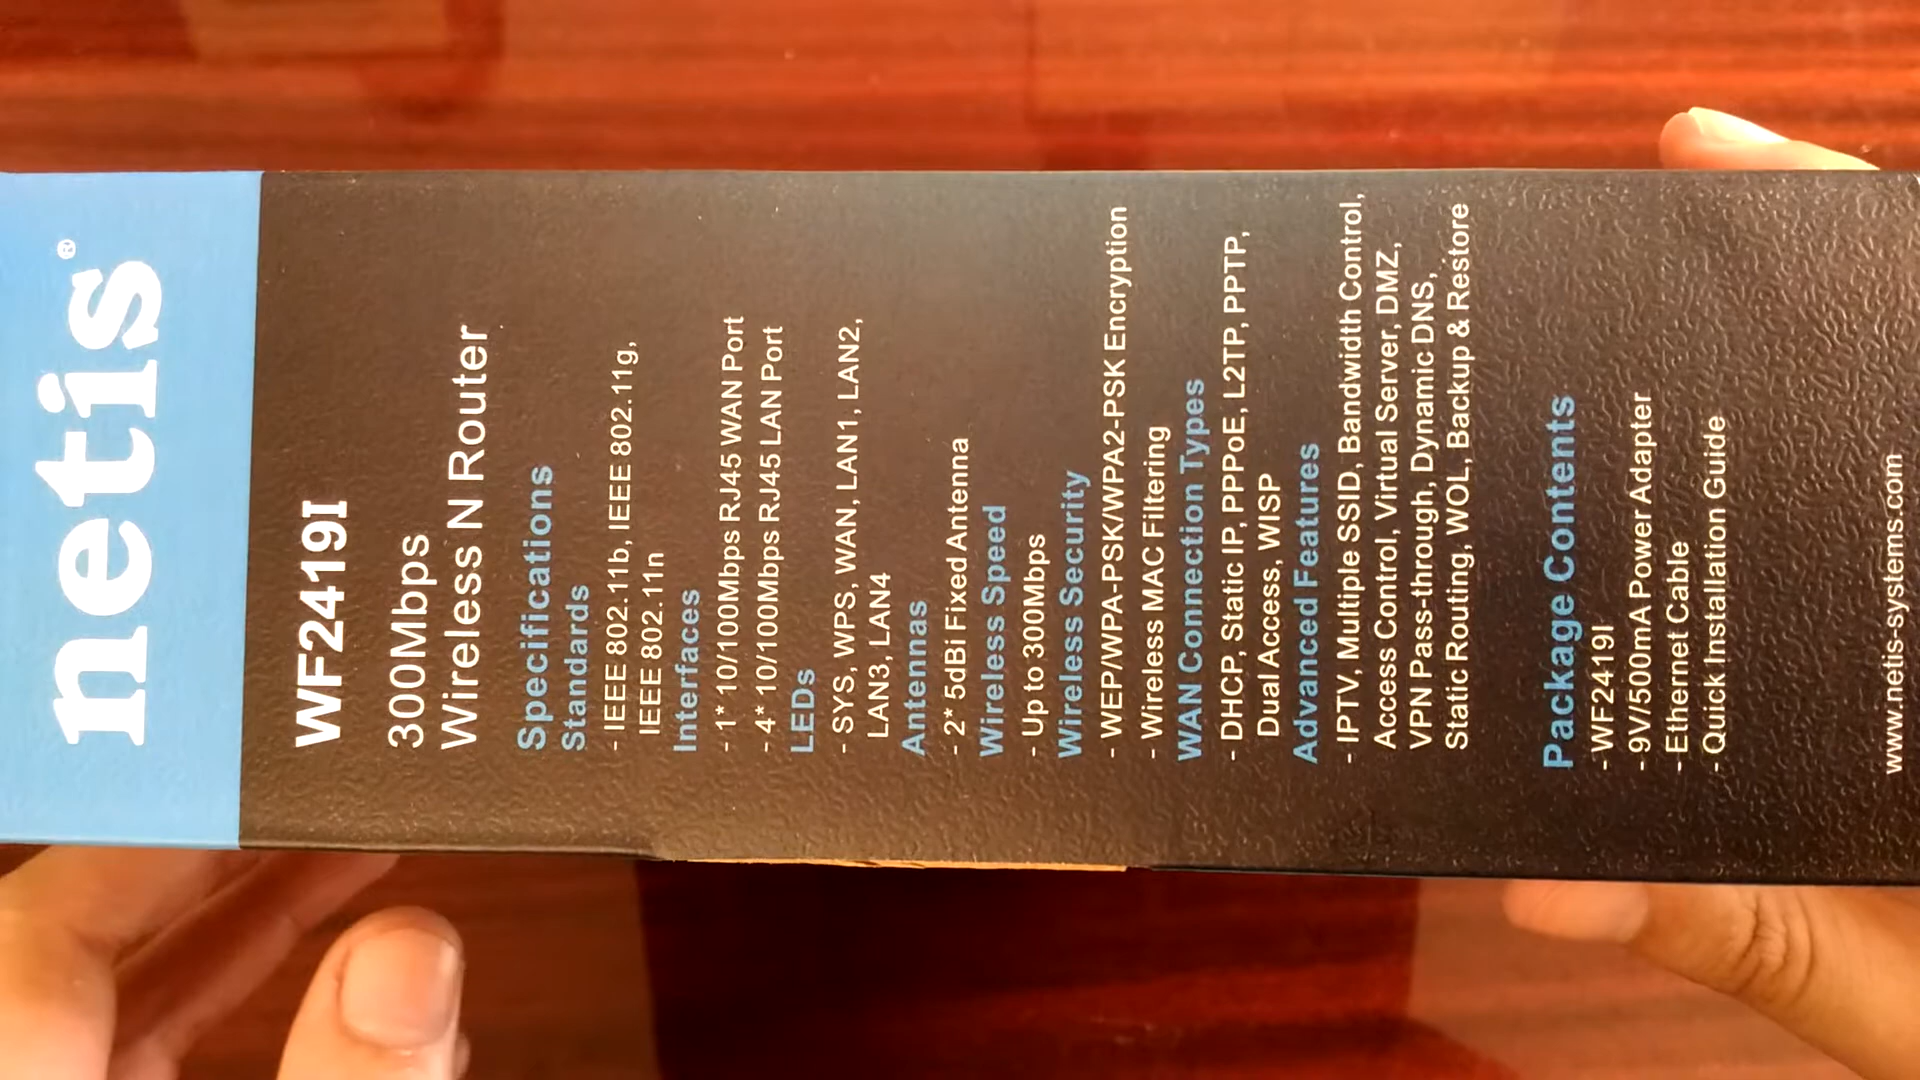 netis®
WF2419I
300Mbps
Wireless N Router
Specifications
Standards
- IEEE 802.11b, IEEE 802.11g,
IEEE 802.11n
Interfaces
- 1* 10/100Mbps RJ45 WAN Port
- 4* 10/100Mbps RJ45 LAN Port
LEDs
- SYS, WPS, WAN, LAN1, LAN2,
LAN3, LAN4
Antennas
- 2* 5dBi Fixed Antenna
Wireless Speed
- Up to 300Mbps
Wireless Security
- WEP/WPA-PSK/WPA2-PSK Encryption
- Wireless MAC Filtering
WAN Connection Types
- DHCP, Static IP, PPPoE, L2TP, PPTP,
Dual Access, WISP
Advanced Features
- IPTV, Multiple SSID, Bandwidth Control,
Access Control, Virtual Server, DMZ,
VPN Pass-through, Dynamic DNS,
Static Routing, WOL, Backup & Restore
Package Contents
- WF2419I
- 9V/500mA Power Adapter
- Ethernet Cable
- Quick Installation Guide
www.netis-systems.com